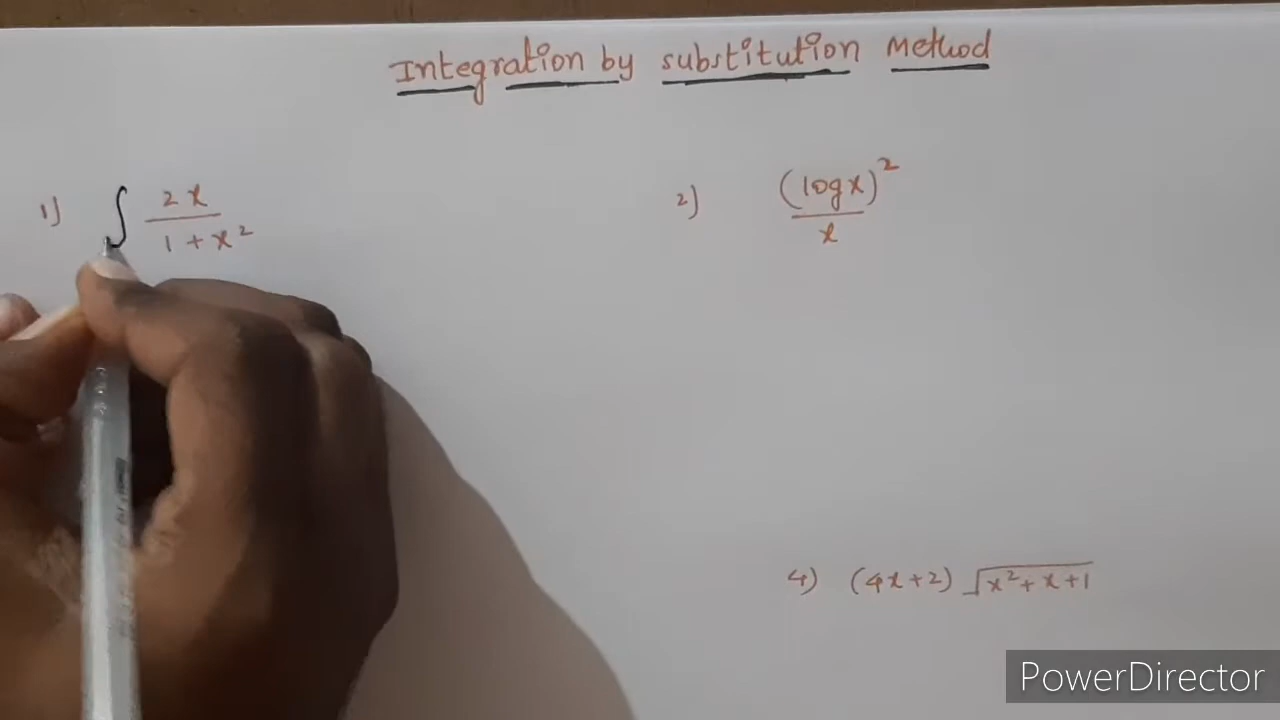 Integration by substitution Method
1) ∫ 2x / 1 + x²
2) (log x)² / x
4) (4x+2) √x² + x + 1
PowerDirector